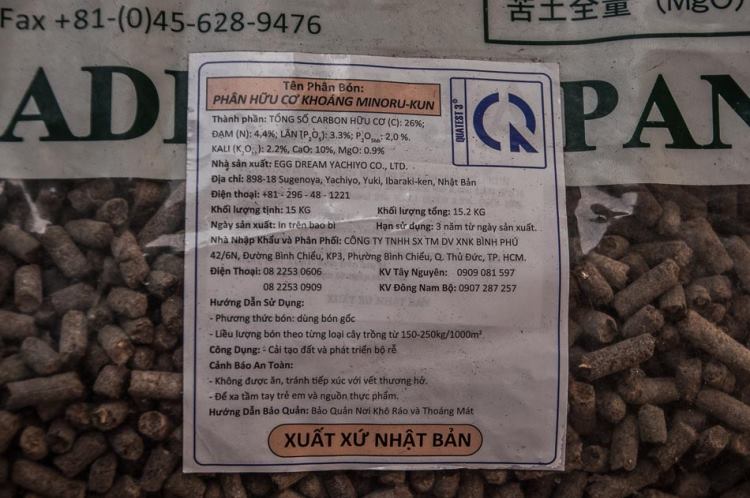 Fax +81-(0)45-628-9476
苦土全量 (MgO)
AD
PAN
Tên Phân Bón:
PHÂN HỮU CƠ KHOÁNG MINORU-KUN
QUATEST 3®
Thành phần: TỔNG SỐ CARBON HỮU CƠ (C): 26%;
ĐẠM (N): 4.4%; LÂN (P₂O₅): 3.3%; P₂O₅
2,0 %.
KALI
2.2%, CaO: 10%, MgO: 0.9%
Nhà sản xuất: EGG DREAM YACHIYO CO., LTD.
Địa chỉ: 898-18 Sugenoya, Yachiyo, Yuki, Ibaraki-ken, Nhật Bản
Điện thoại: +81 - 296 - 48 - 1221
Khối lượng tịnh: 15 KG Khối lượng tổng: 15.2 KG
Ngày sản xuất: in trên bao bì Hạn sử dụng: 3 năm từ ngày sản xuất.
Nhà Nhập Khẩu và Phân Phối: CÔNG TY TNHH SX TM DV XNK BÌNH PHÚ
42/6N, Đường Bình Chiểu, KP3, Phường Bình Chiểu, Q. Thủ Đức, TP. HCM.
Điện Thoại: 08 2253 0606 KV Tây Nguyên: 0909 081 597
08 2253 0909 KV Đông Nam Bộ: 0907 287 257
Hướng Dẫn Sử Dụng:
- Phương thức bón: dùng bón gốc
- Liều lượng bón theo từng loại cây trồng từ 150-250kg/1000m².
Công Dụng: - Cải tạo đất và phát triển bộ rễ
Cảnh Báo An Toàn:
- Không được ăn, tránh tiếp xúc với vết thương hở.
- Để xa tầm tay trẻ em và nguồn thực phẩm.
Hướng Dẫn Bảo Quản: Bảo Quản Nơi Khô Ráo và Thoáng Mát
XUẤT XỨ NHẬT BẢN